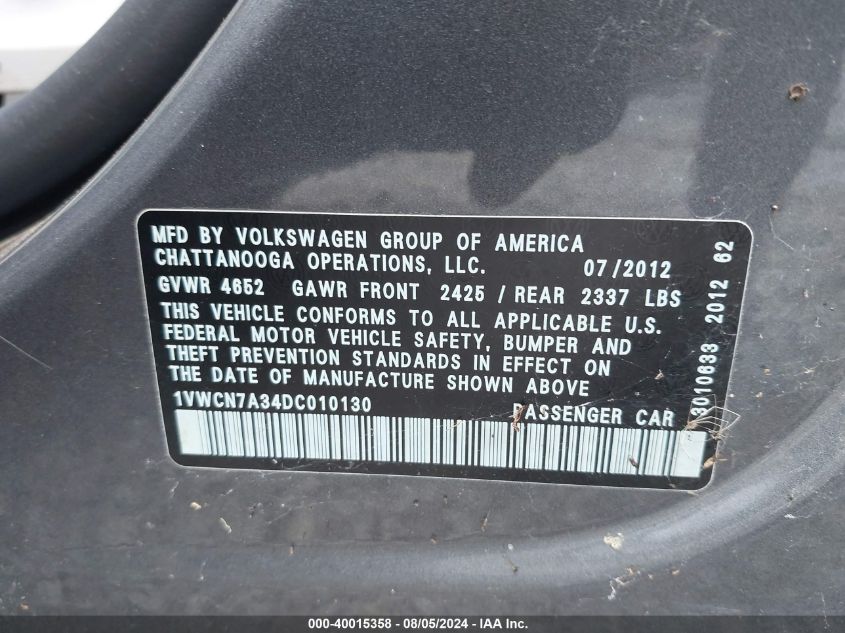 MFD BY VOLKSWAGEN GROUP OF AMERICA
CHATTANOOGA OPERATIONS, LLC. 07/2012
GVWR 4652 GAWR FRONT 2425 / REAR 2337 LBS
THIS VEHICLE CONFORMS TO ALL APPLICABLE U.S.
FEDERAL MOTOR VEHICLE SAFETY, BUMPER AND
THEFT PREVENTION STANDARDS IN EFFECT ON
THE DATE OF MANUFACTURE SHOWN ABOVE
1VWCN7A34DC010130 PASSENGER CAR
3010633 2012 62
000-40015358 - 08/05/2024 - IAA Inc.